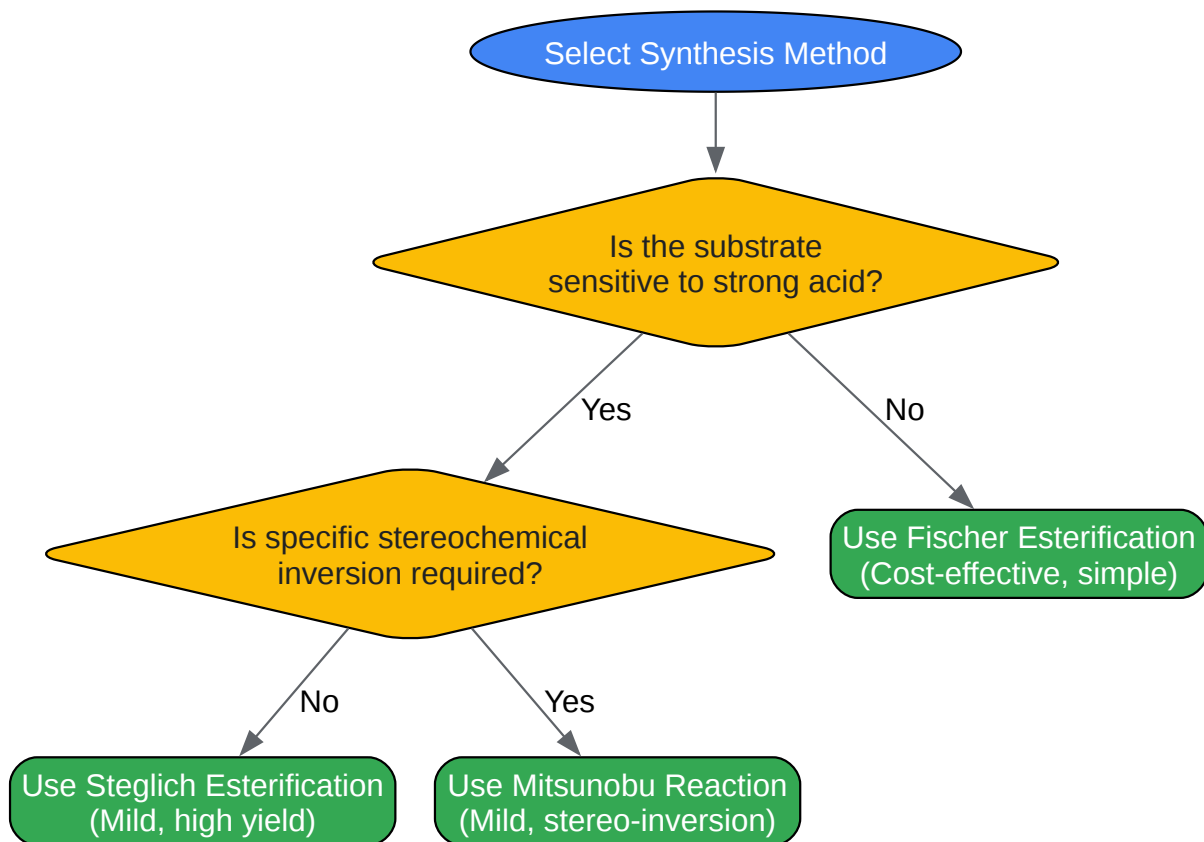 Select Synthesis Method
Is the substrate
sensitive to strong acid?
Yes
No
Is specific stereochemical
inversion required?
Use Fischer Esterification
(Cost-effective, simple)
No
Yes
Use Steglich Esterification
(Mild, high yield)
Use Mitsunobu Reaction
(Mild, stereo-inversion)